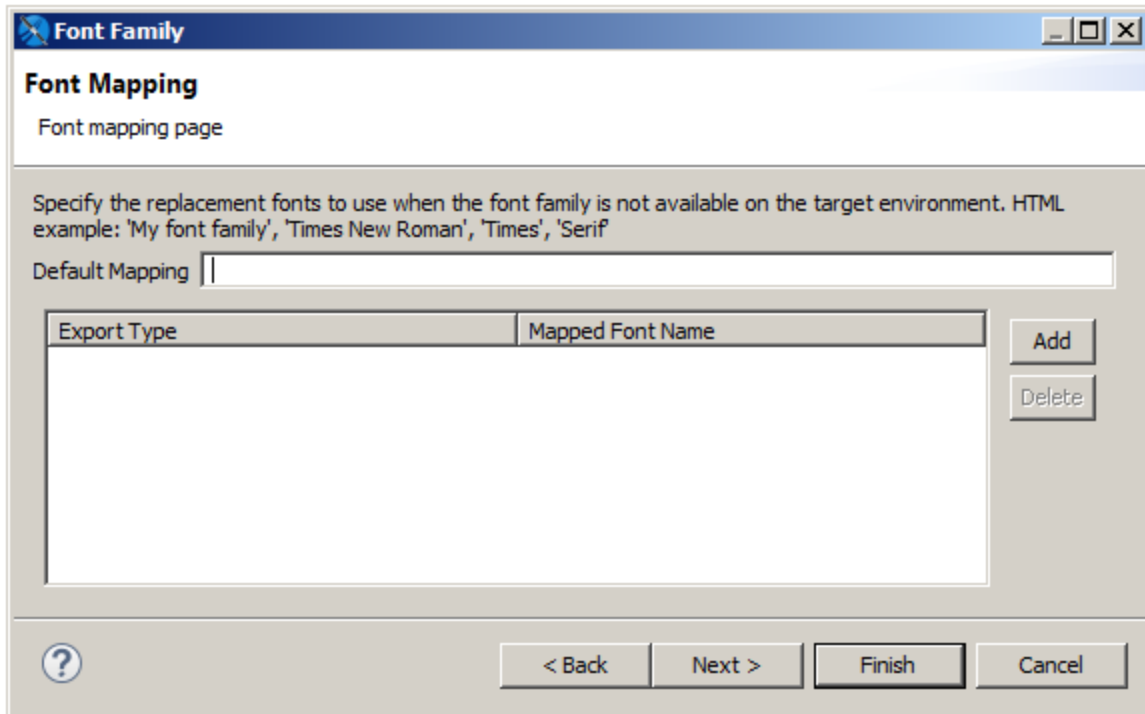 Font Family
Font Mapping
Font mapping page
Specify the replacement fonts to use when the font family is not available on the target environment. HTML
example: 'My font family', 'Times New Roman', 'Times', 'Serif'
Default Mapping
Export Type Mapped Font Name
Add
Delete
< Back Next > Finish Cancel